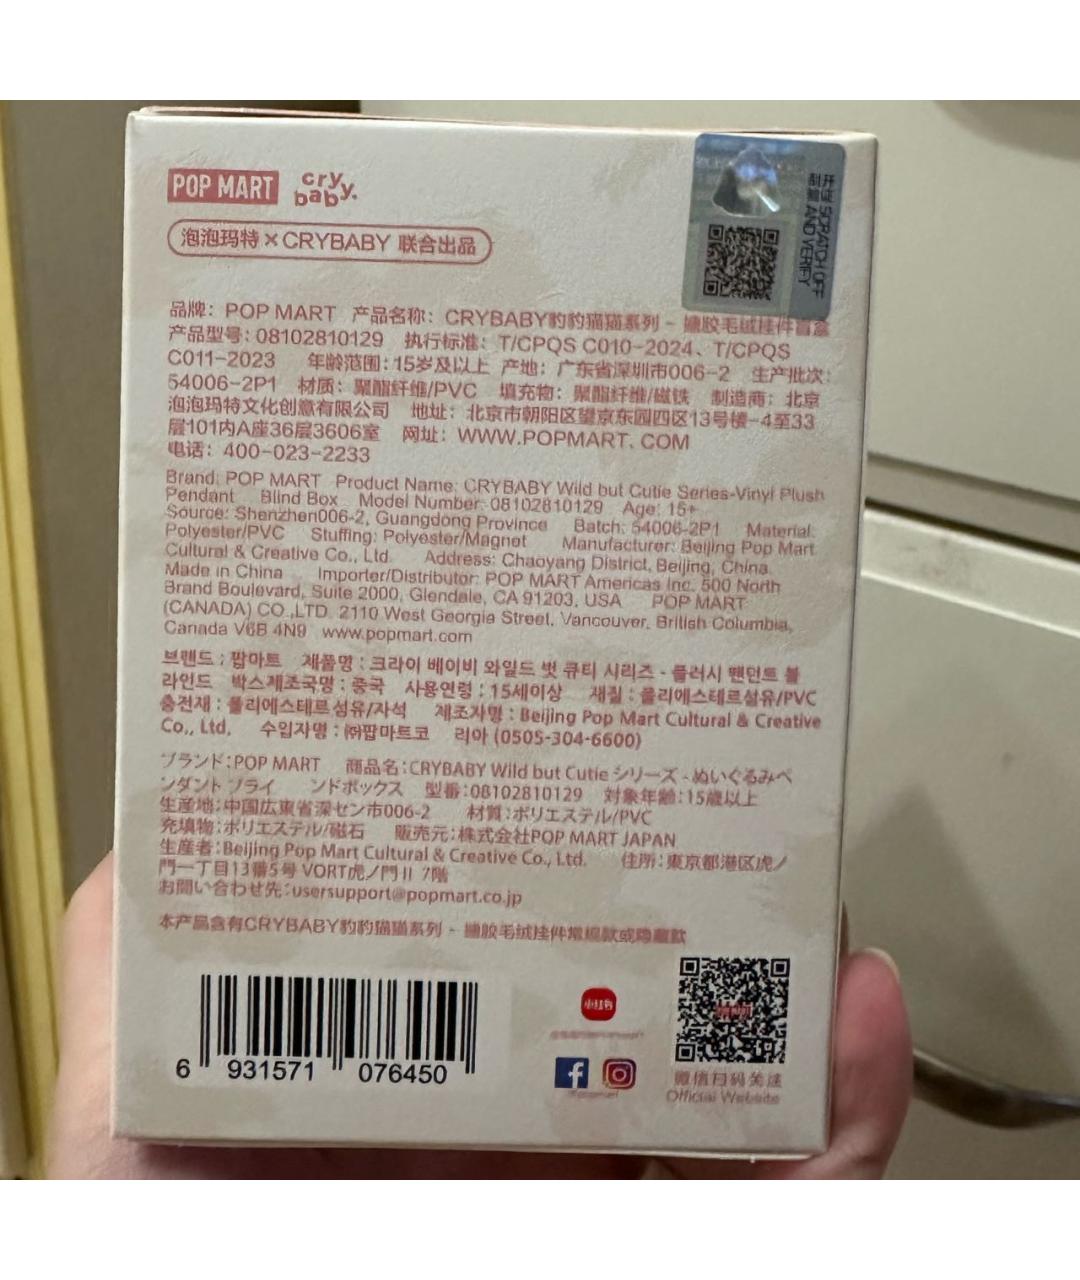 POP MART cry baby.
泡泡玛特×CRYBABY 联合出品
开盒 SCRATCH OFF
刮层 AND VERIFY
品牌: POP MART 产品名称: CRYBABY豹豹猫猫系列 - 搪胶毛绒挂件盲盒
产品型号: 08102810129 执行标准: T/CPQS C010-2024、T/CPQS
C011-2023 年龄范围: 15岁及以上 产地: 广东省深圳市006-2 生产批次:
54006-2P1 材质: 聚酯纤维/PVC 填充物: 聚酯纤维/磁铁 制造商: 北京
泡泡玛特文化创意有限公司 地址: 北京市朝阳区望京东园四区13号楼-4至33
层101内A座36层3606室 网址: WWW.POPMART. COM
电话: 400-023-2233
Brand: POP MART Product Name: CRYBABY Wild but Cutie Series-Vinyl Plush
Pendant Blind Box Model Number: 08102810129 Age: 15+
Source: Shenzhen006-2, Guangdong Province Batch: 54006-2P1 Material:
Polyester/PVC Stuffing: Polyester/Magnet Manufacturer: Beijing Pop Mart
Cultural & Creative Co., Ltd. Address: Chaoyang District, Beijing, China.
Made in China Importer/Distributor: POP MART Americas Inc. 500 North
Brand Boulevard, Suite 2000, Glendale, CA 91203, USA POP MART
(CANADA) CO.,LTD. 2110 West Georgia Street, Vancouver, British Columbia,
Canada V6B 4N9 www.popmart.com
브랜드 : 팝마트 제품명 : 크라이 베이비 와일드 벗 큐티 시리즈 - 플러시 팬던트 블
라인드 박스제조국명 : 중국 사용연령 : 15세이상 재질 : 폴리에스테르섬유/PVC
충전재 : 폴리에스테르섬유/자석 제조자명 : Beijing Pop Mart Cultural & Creative
Co., Ltd. 수입자명 : ㈜팝마트코 리아 (0505-304-6600)
ブランド:POP MART 商品名:CRYBABY Wild but Cutie シリーズ - ぬいぐるみペ
ンダント ブライ ンドボックス 型番:08102810129 対象年齢:15歳以上
生産地:中国広東省深セン市006-2 材質:ポリエステル/PVC
充填物:ポリエステル/磁石 販売元:株式会社POP MART JAPAN
生産者:Beijing Pop Mart Cultural & Creative Co., Ltd. 住所:東京都港区虎ノ
門一丁目13番5号 VORT虎ノ門Ⅱ 7階
お問い合わせ先:usersupport@popmart.co.jp
本产品含有CRYBABY豹豹猫猫系列 - 搪胶毛绒挂件常规款或隐藏款
6 931571 076450
小红书
微信扫码关注
Official Website